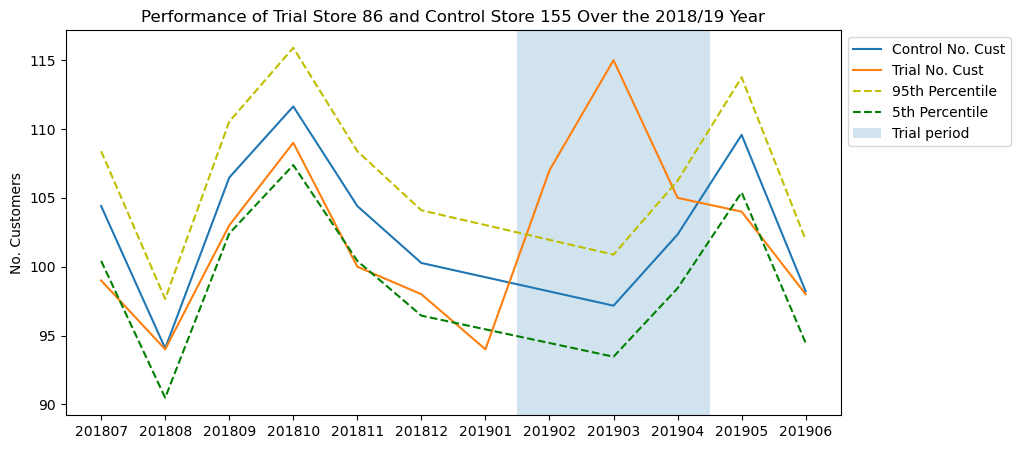 Performance of Trial Store 86 and Control Store 155 Over the 2018/19 Year
Control No. Cust
Trial No. Cust
95th Percentile
5th Percentile
Trial period
No. Customers
115
110
105
100
95
90
201807 201808 201809 201810 201811 201812 201901 201902 201903 201904 201905 201906